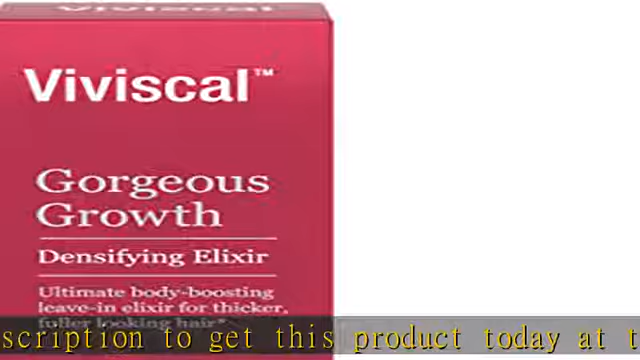 Viviscal™
Gorgeous
Growth
Densifying Elixir
Ultimate body-boosting
leave-in elixir for thicker,
fuller looking hair*
scription to get this product today at t